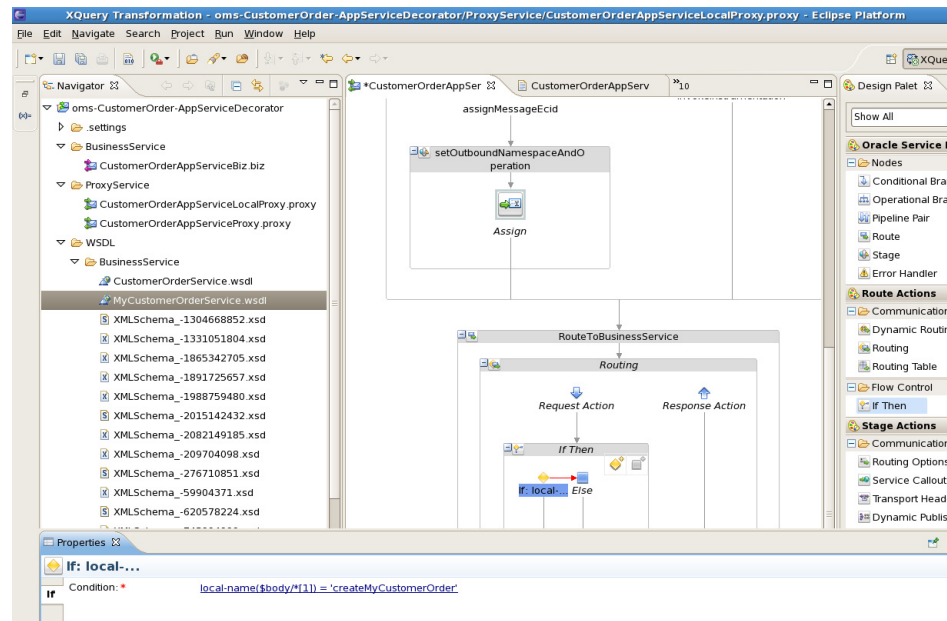 XQuery Transformation - oms-CustomerOrder-AppServiceDecorator/ProxyService/CustomerOrderAppServiceLocalProxy.proxy - Eclipse Platform
File Edit Navigate Search Project Run Window Help
XQue
Navigator
oms-CustomerOrder-AppServiceDecorator
.settings
BusinessService
CustomerOrderAppServiceBiz.biz
ProxyService
CustomerOrderAppServiceLocalProxy.proxy
CustomerOrderAppServiceProxy.proxy
WSDL
BusinessService
CustomerOrderService.wsdl
MyCustomerOrderService.wsdl
XMLSchema_-1304668852.xsd
XMLSchema_-1331051804.xsd
XMLSchema_-1865342705.xsd
XMLSchema_-1891725657.xsd
XMLSchema_-1988759480.xsd
XMLSchema_-2015142432.xsd
XMLSchema_-2082149185.xsd
XMLSchema_-209704098.xsd
XMLSchema_-276710851.xsd
XMLSchema_-59904371.xsd
XMLSchema_-620578224.xsd
*CustomerOrderAppSer CustomerOrderAppServ »10
assignMessageEcid
setOutboundNamespaceAndO
peration
Assign
RouteToBusinessService
Routing
Request Action Response Action
If Then
If: local-... Else
Design Palet
Show All
Oracle Service
Nodes
Conditional Bra
Operational Bra
Pipeline Pair
Route
Stage
Error Handler
Route Actions
Communication
Dynamic Routin
Routing
Routing Table
Flow Control
If Then
Stage Actions
Communication
Routing Options
Service Callout
Transport Head
Dynamic Publis
Properties
If: local-...
If
Condition:* local-name($body/*[1]) = 'createMyCustomerOrder'